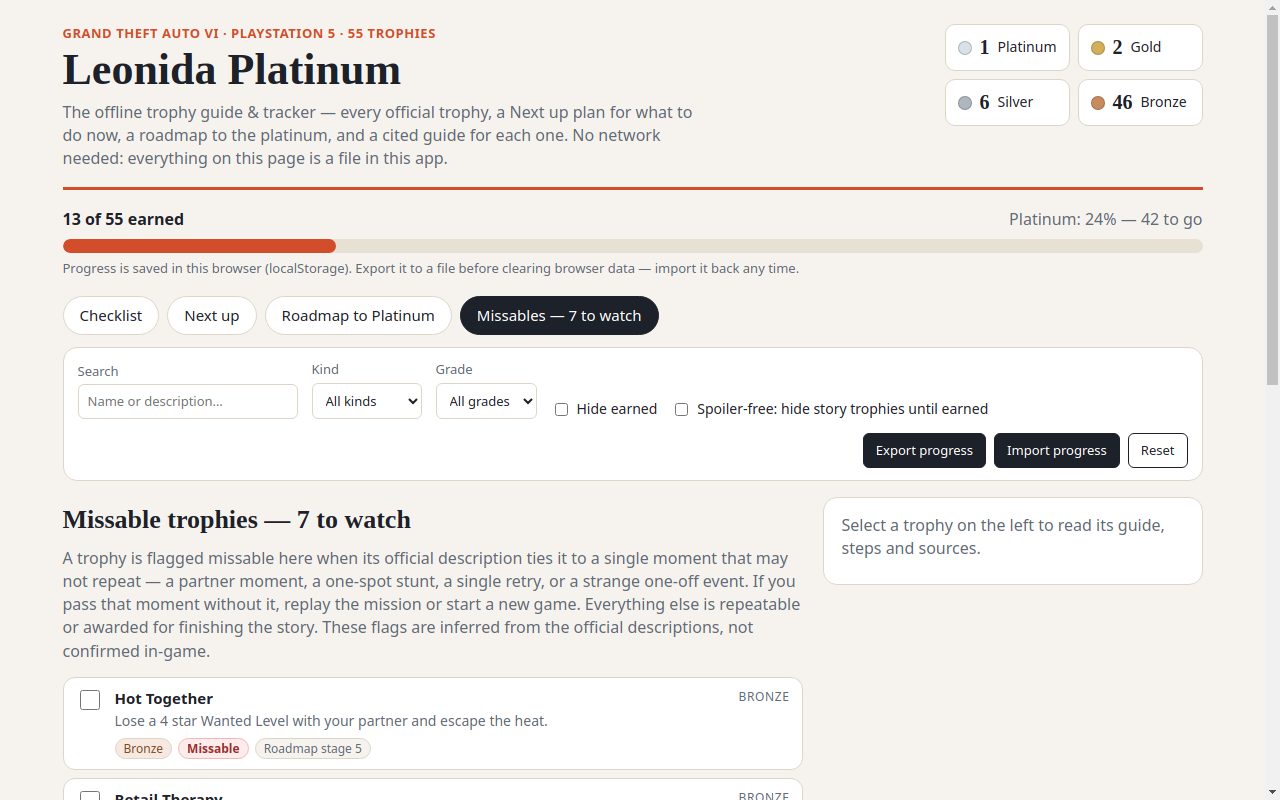 GRAND THEFT AUTO VI · PLAYSTATION 5 · 55 TROPHIES
Leonida Platinum
The offline trophy guide & tracker — every official trophy, a Next up plan for what to
do now, a roadmap to the platinum, and a cited guide for each one. No network
needed: everything on this page is a file in this app.
1 Platinum
2 Gold
6 Silver
46 Bronze
13 of 55 earned
Platinum: 24% — 42 to go
Progress is saved in this browser (localStorage). Export it to a file before clearing browser data — import it back any time.
Checklist
Next up
Roadmap to Platinum
Missables — 7 to watch
Search
Kind
Grade
Name or description…
All kinds
All grades
Hide earned
Spoiler-free: hide story trophies until earned
Export progress
Import progress
Reset
Missable trophies — 7 to watch
A trophy is flagged missable here when its official description ties it to a single moment that may
not repeat — a partner moment, a one-spot stunt, a single retry, or a strange one-off event. If you
pass that moment without it, replay the mission or start a new game. Everything else is repeatable
or awarded for finishing the story. These flags are inferred from the official descriptions, not
confirmed in-game.
Select a trophy on the left to read its guide,
steps and sources.
Hot Together
BRONZE
Lose a 4 star Wanted Level with your partner and escape the heat.
Bronze
Missable
Roadmap stage 5
Retail Therapy
BRONZE